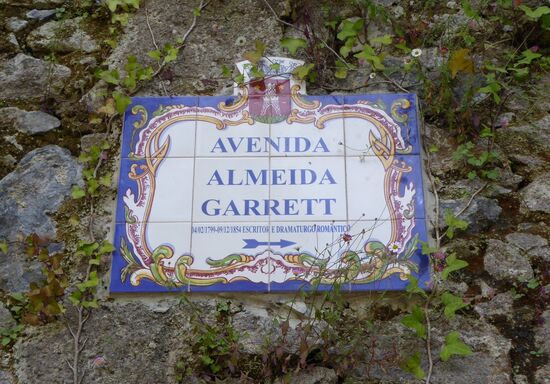 AVENIDA
ALMEIDA
GARRETT
04/02/1799-09/12/1854 ESCRITOR E DRAMATURGO ROMÂNTICO